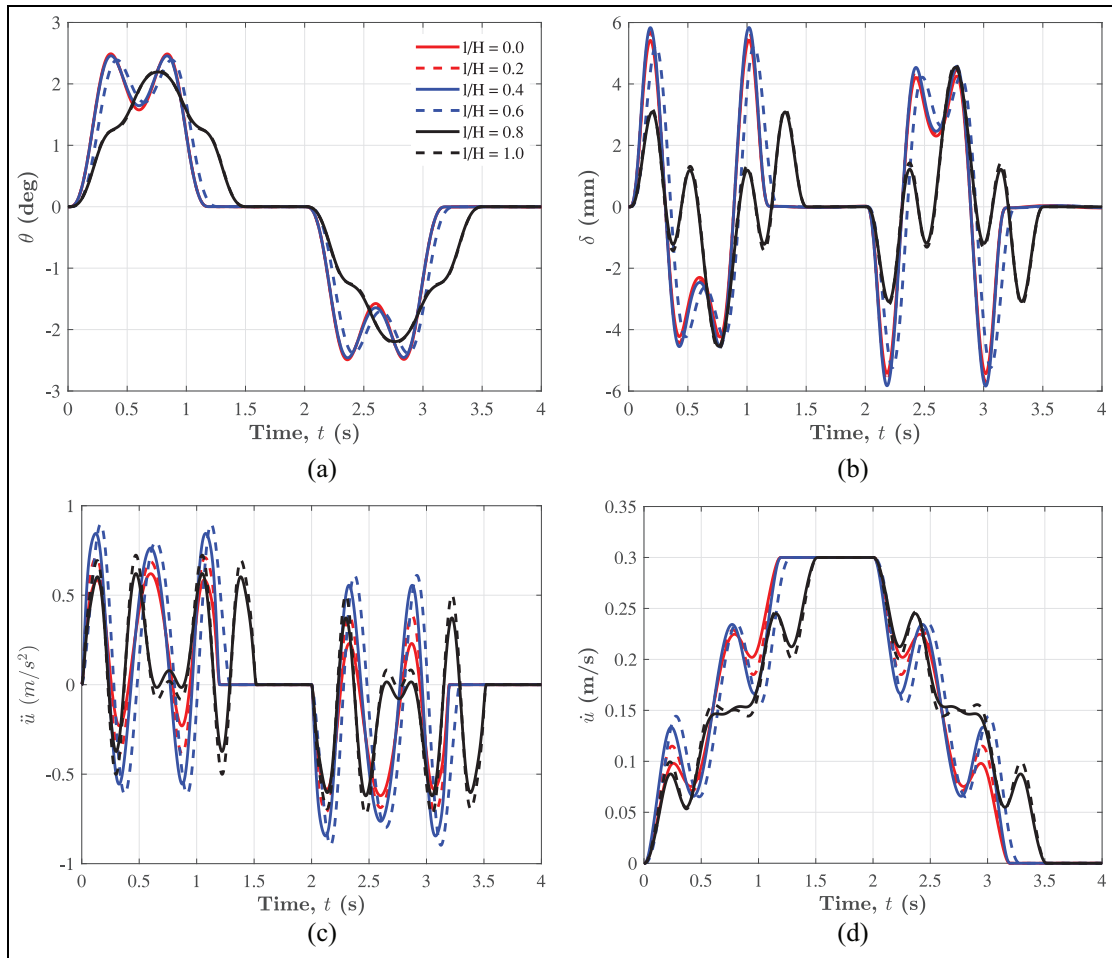 3
2
1
0
-1
-2
-3
θ (deg)
l/H = 0.0
l/H = 0.2
l/H = 0.4
l/H = 0.6
l/H = 0.8
l/H = 1.0
0 0.5 1 1.5 2 2.5 3 3.5 4
Time, t (s)
(a)
6
4
2
0
-2
-4
-6
δ (mm)
0 0.5 1 1.5 2 2.5 3 3.5 4
Time, t (s)
(b)
1
0.5
0
-0.5
-1
ü (m/s²)
0 0.5 1 1.5 2 2.5 3 3.5 4
Time, t (s)
(c)
0.35
0.3
0.25
0.2
0.15
0.1
0.05
0
u̇ (m/s)
0 0.5 1 1.5 2 2.5 3 3.5 4
Time, t (s)
(d)